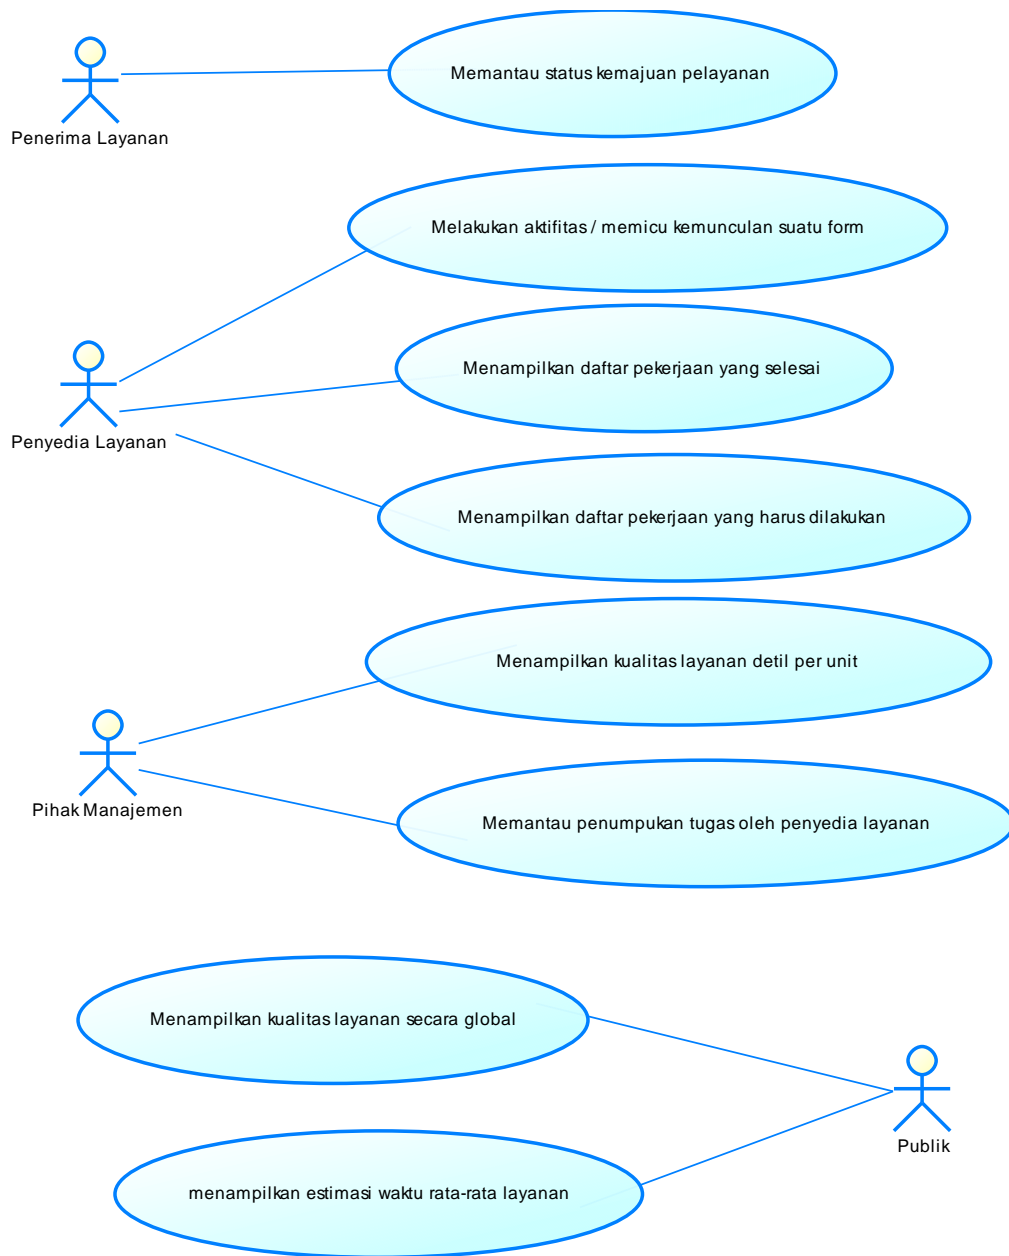 Memantau status kemajuan pelayanan
Penerima Layanan
Melakukan aktifitas / memicu kemunculan suatu form
Menampilkan daftar pekerjaan yang selesai
Penyedia Layanan
Menampilkan daftar pekerjaan yang harus dilakukan
Menampilkan kualitas layanan detil per unit
Pihak Manajemen
Memantau penumpukan tugas oleh penyedia layanan
Menampilkan kualitas layanan secara global
Publik
menampilkan estimasi waktu rata-rata layanan